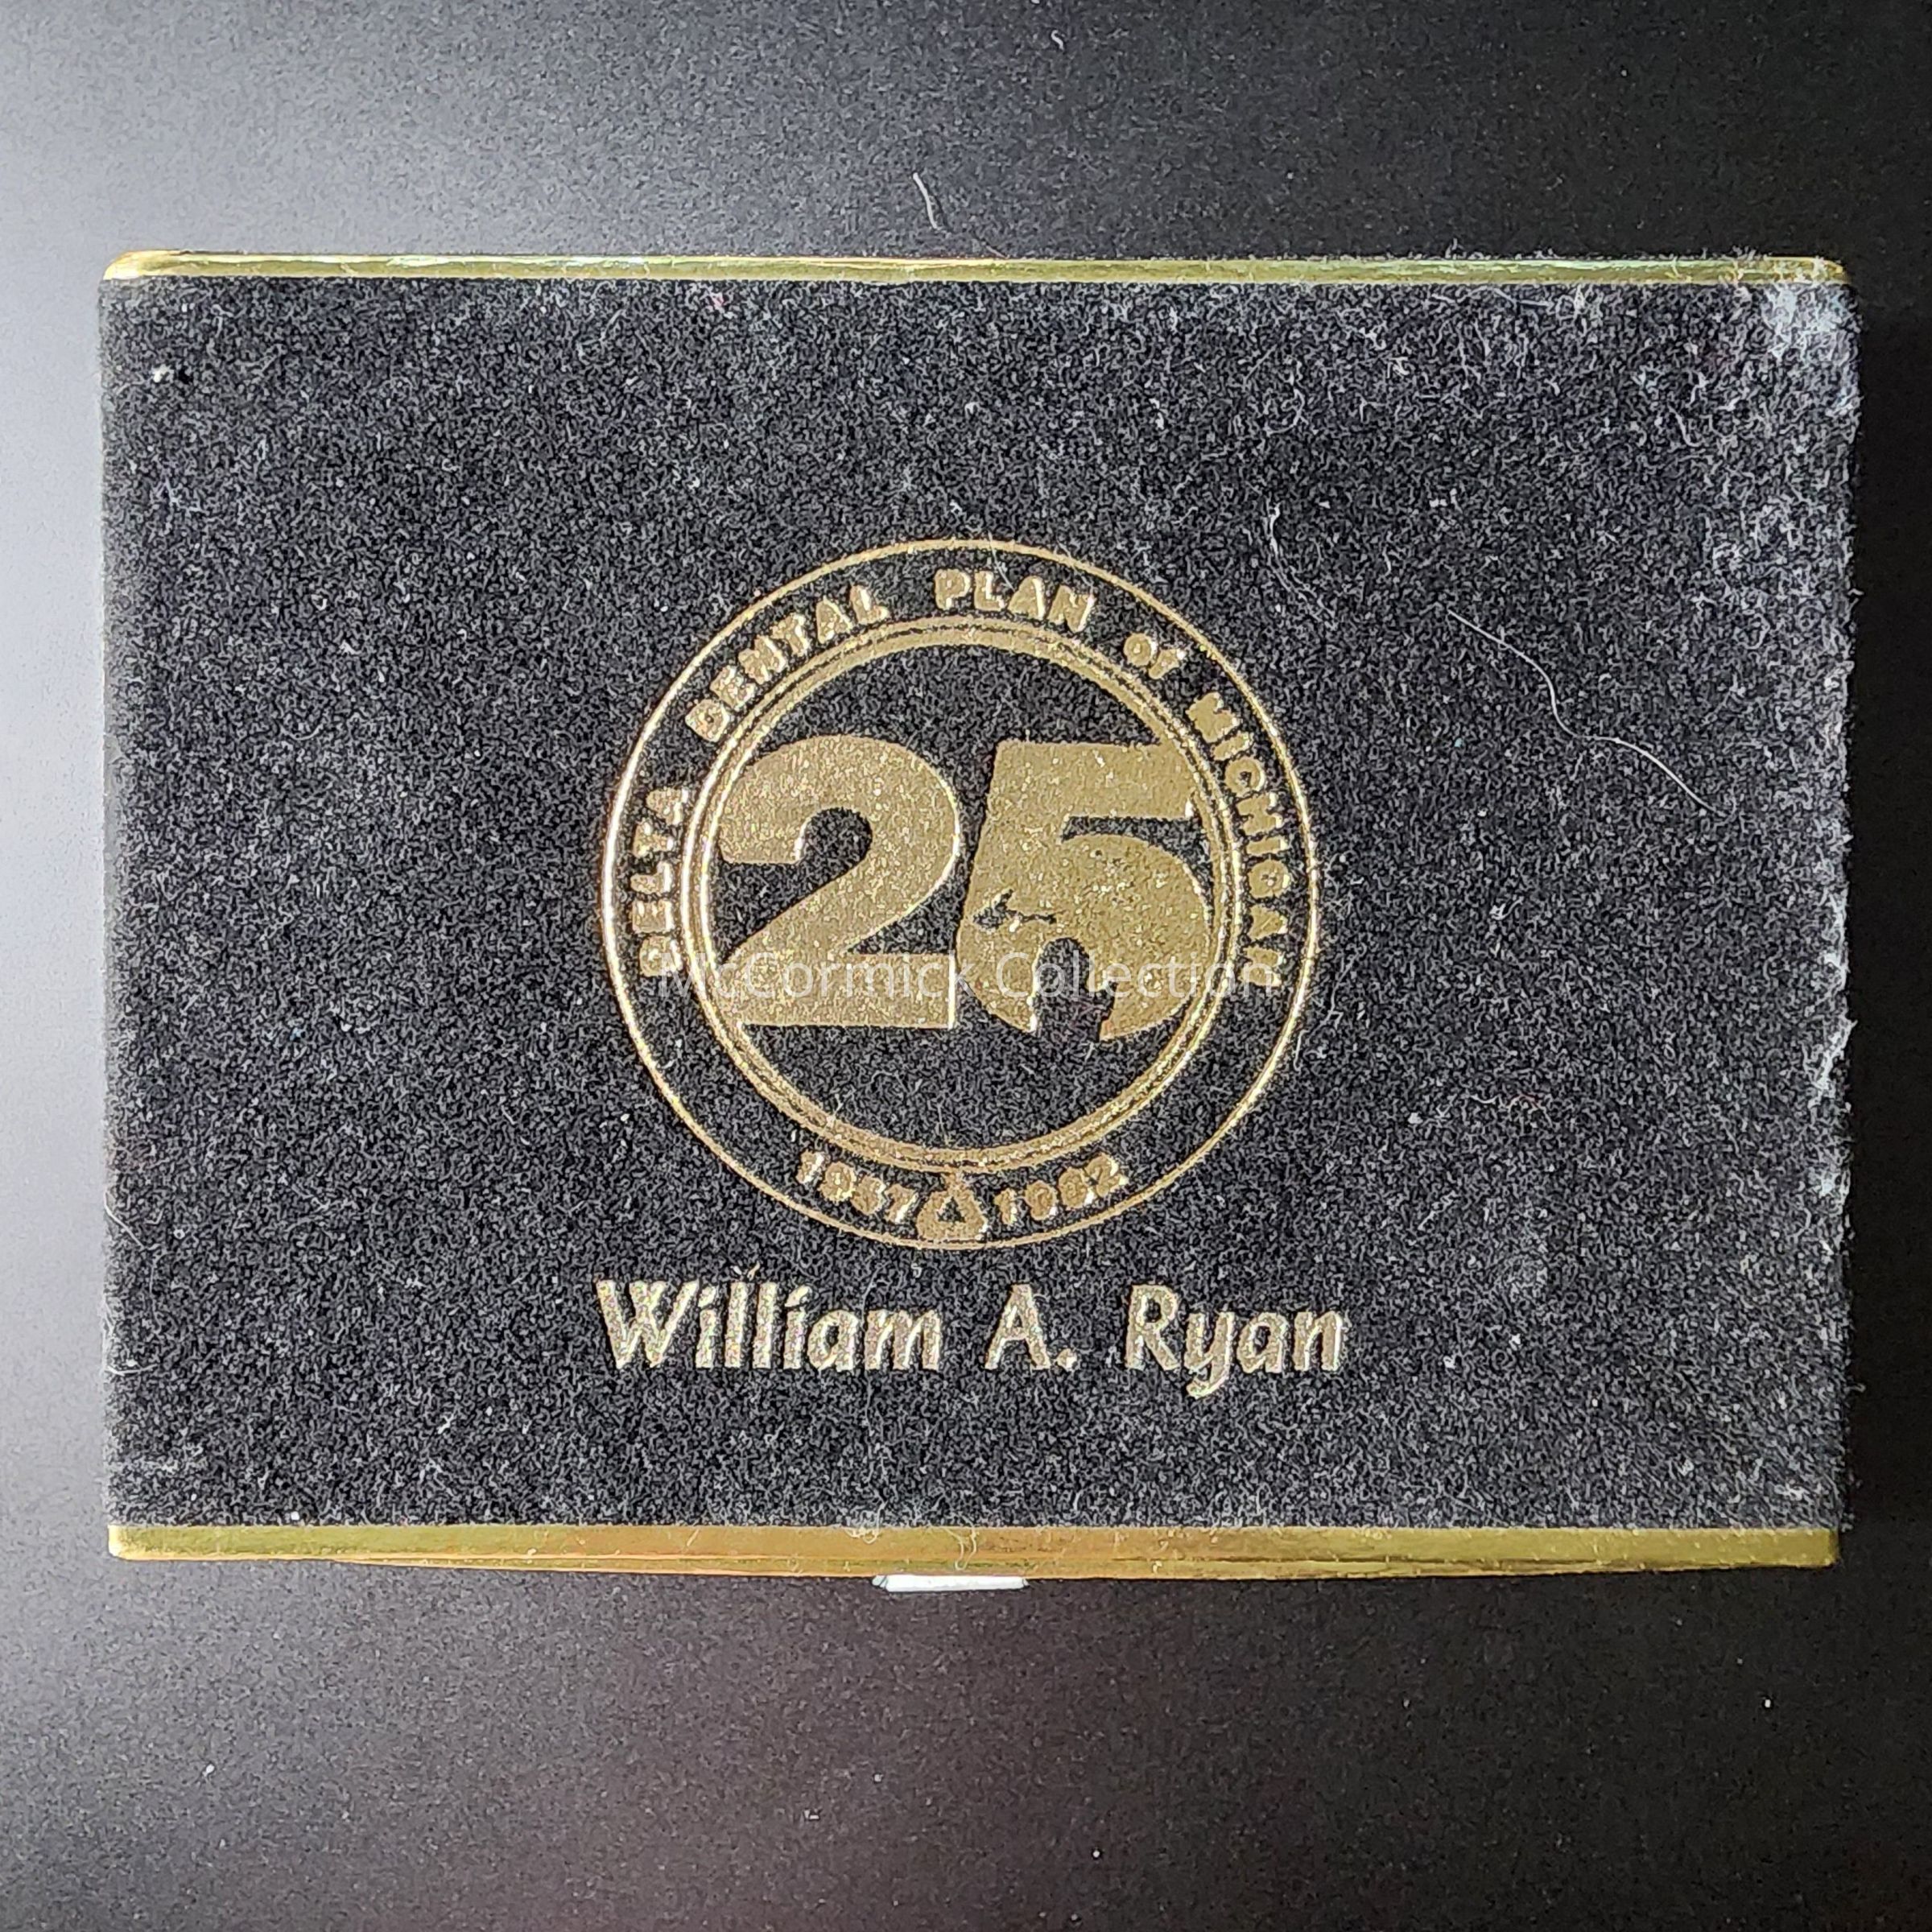 DELTA DENTAL PLAN of MICHIGAN
25
McCormick Collection
1957 1982
William A. Ryan